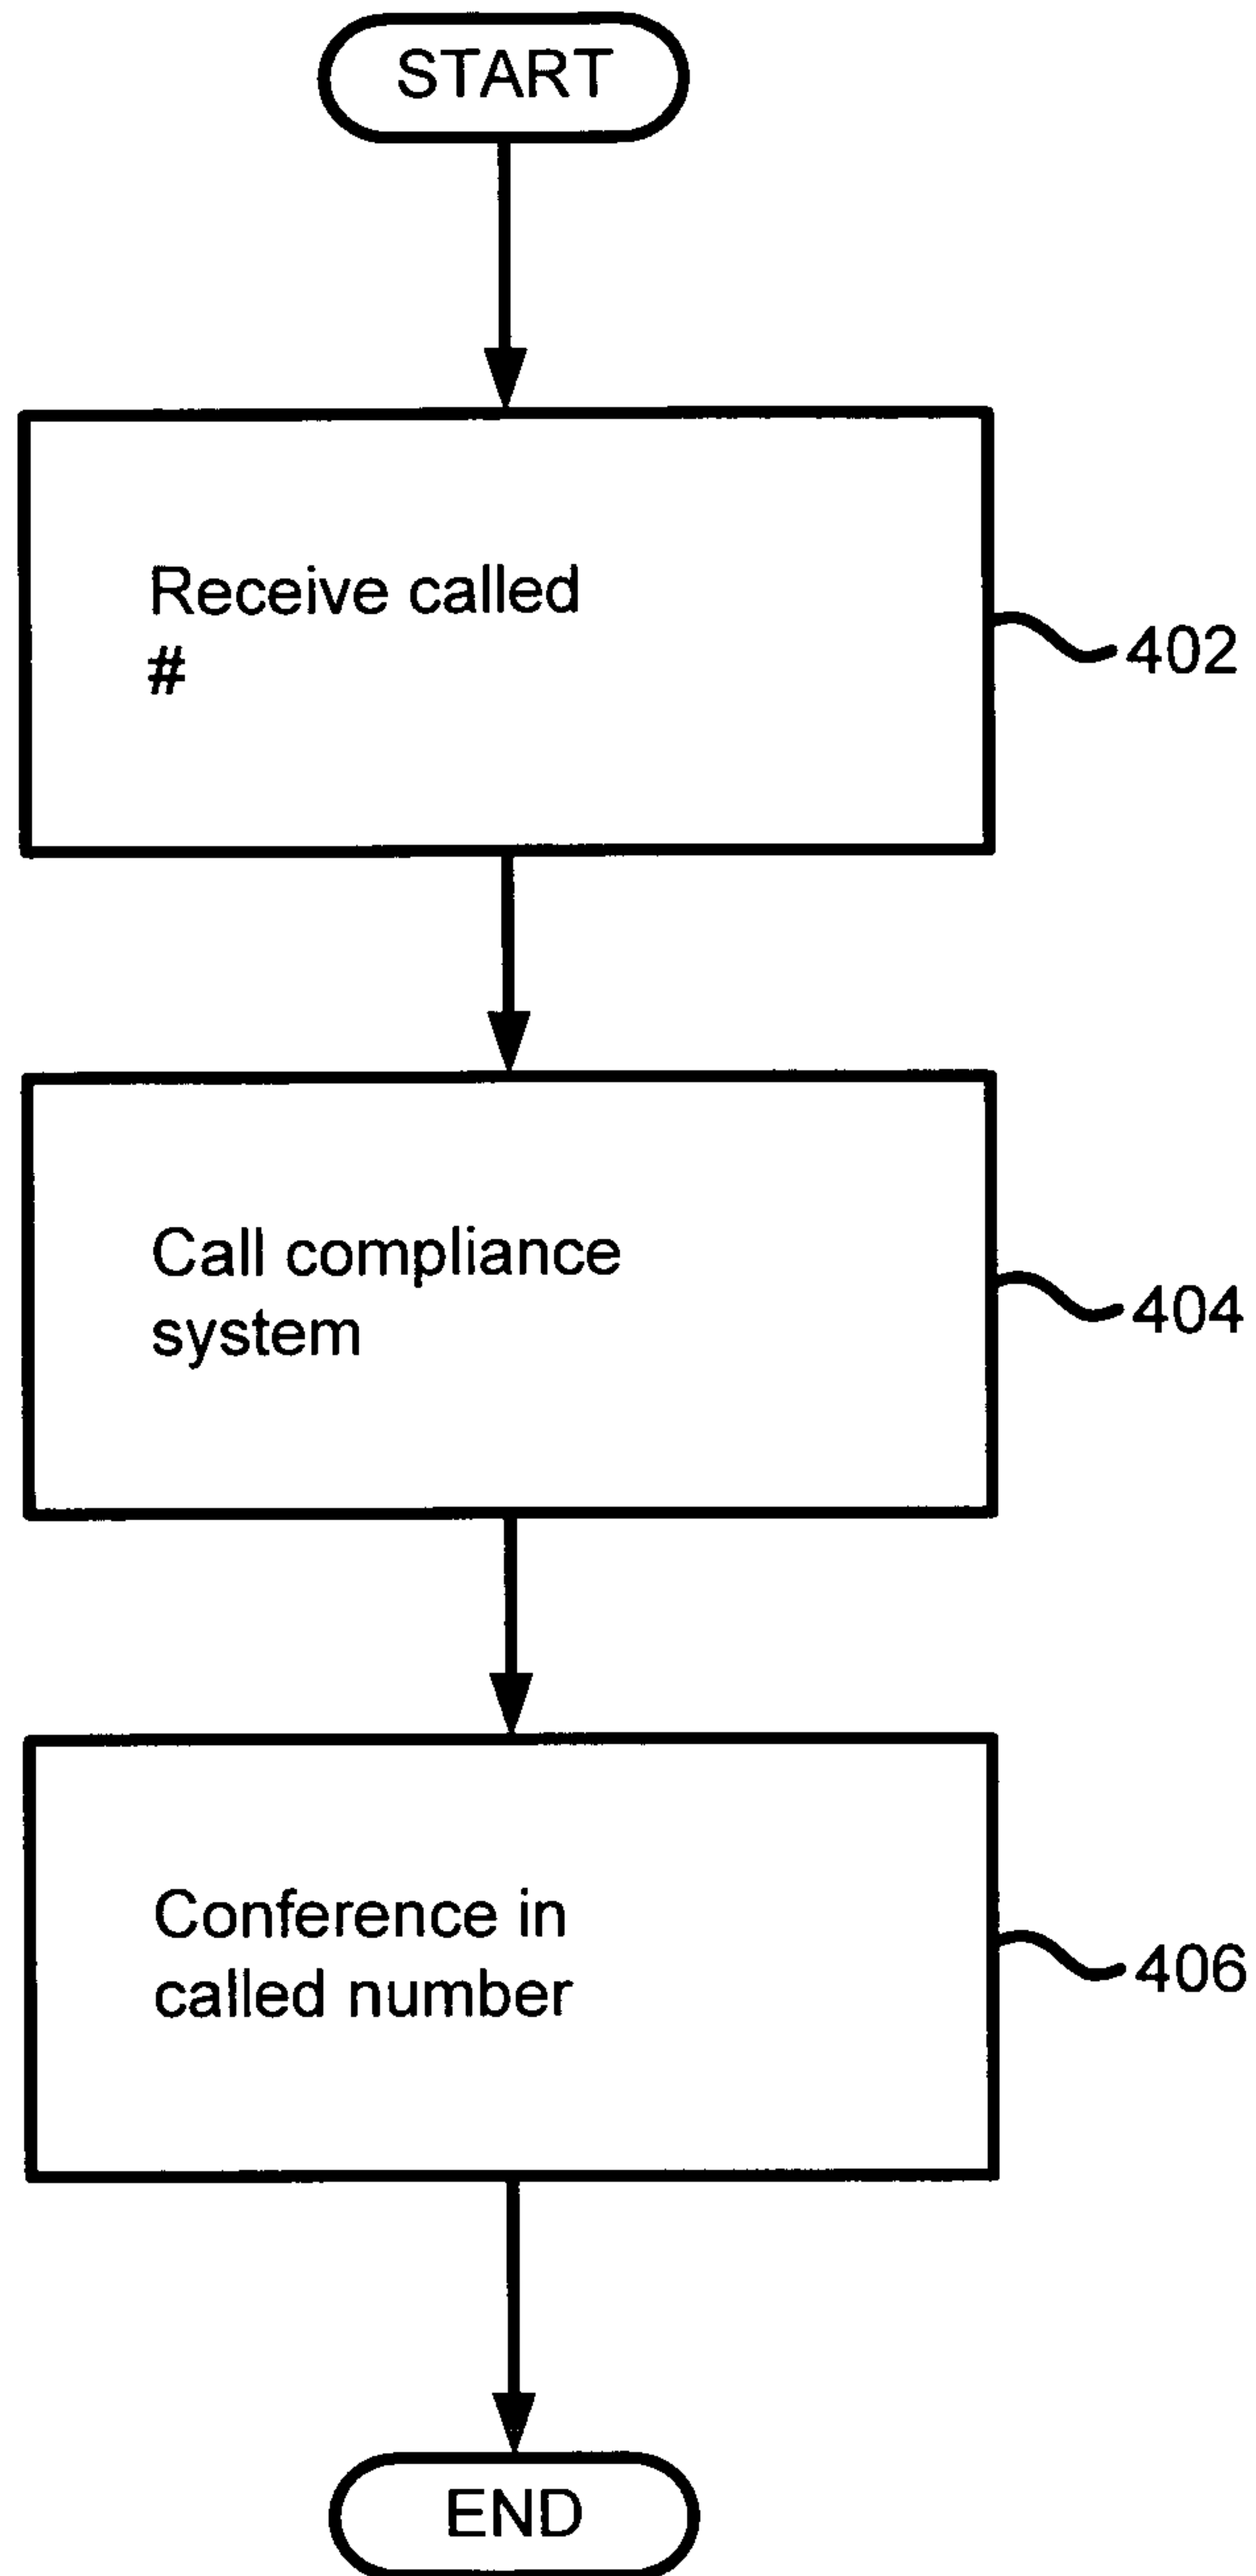 START
Receive called
#
402
Call compliance
system
404
Conference in
called number
406
END